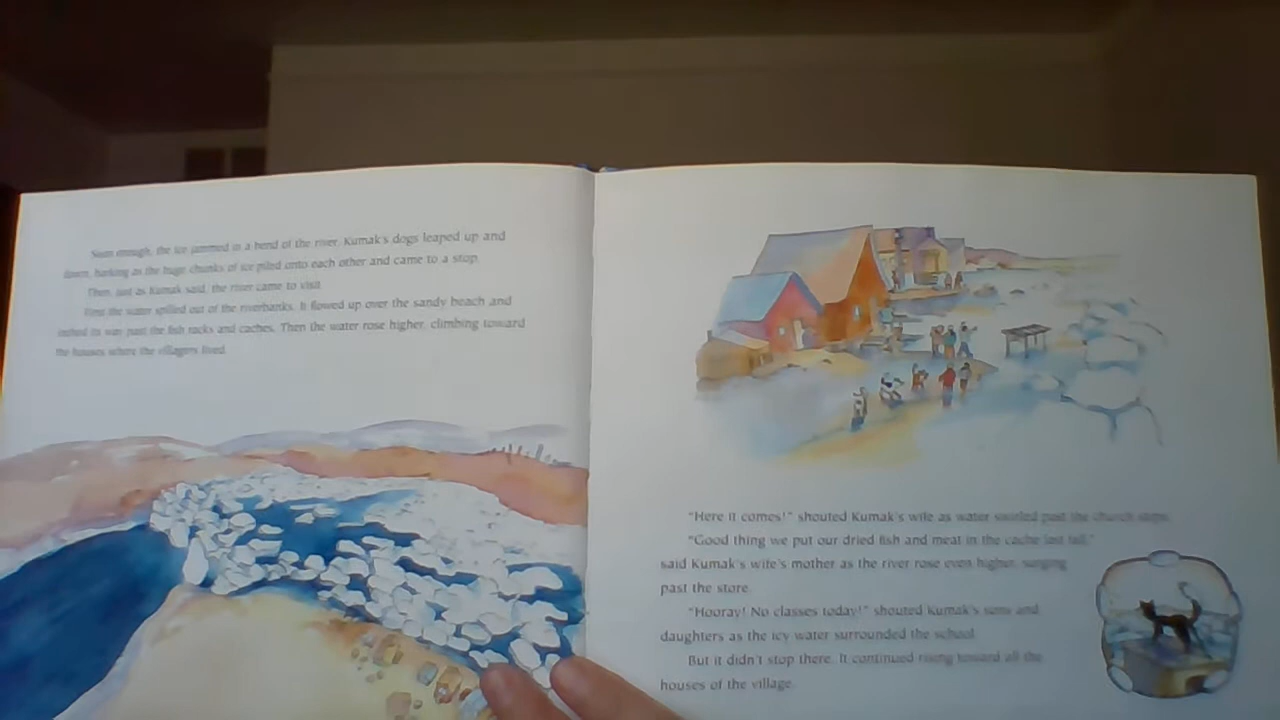 Soon enough, the ice jammed in a bend of the river. Kumak's dogs leaped up and
down, barking as the huge chunks of ice piled onto each other and came to a stop.
Then, just as Kumak said, the river came to visit.
First the water spilled out of the riverbanks. It flowed up over the sandy beach and
its way past the fish racks and caches. Then the water rose higher, climbing toward
the houses where the villagers lived.
"Here it comes!" shouted Kumak's wife as water swirled past the church steps.
"Good thing we put our dried fish and meat in the cache last fall,"
said Kumak's wife's mother as the river rose even higher, surging
past the store.
"Hooray! No classes today!" shouted Kumak's sons and
daughters as the icy water surrounded the school.
But it didn't stop there. It continued rising toward all the
houses of the village.